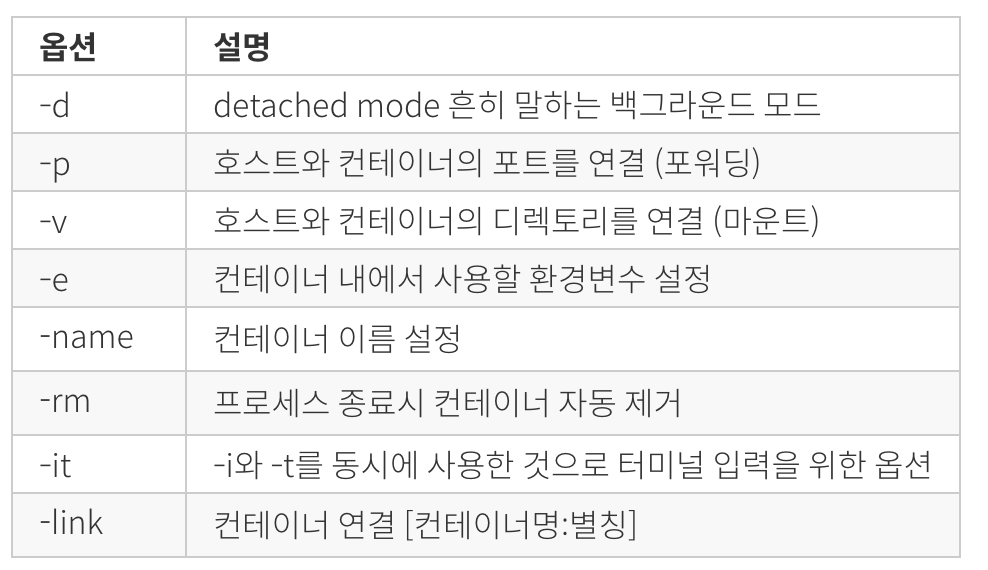 옵션 설명
-d detached mode 흔히 말하는 백그라운드 모드
-p 호스트와 컨테이너의 포트를 연결 (포워딩)
-v 호스트와 컨테이너의 디렉토리를 연결 (마운트)
-e 컨테이너 내에서 사용할 환경변수 설정
-name 컨테이너 이름 설정
-rm 프로세스 종료시 컨테이너 자동 제거
-it -i와 -t를 동시에 사용한 것으로 터미널 입력을 위한 옵션
-link 컨테이너 연결 [컨테이너명:별칭]